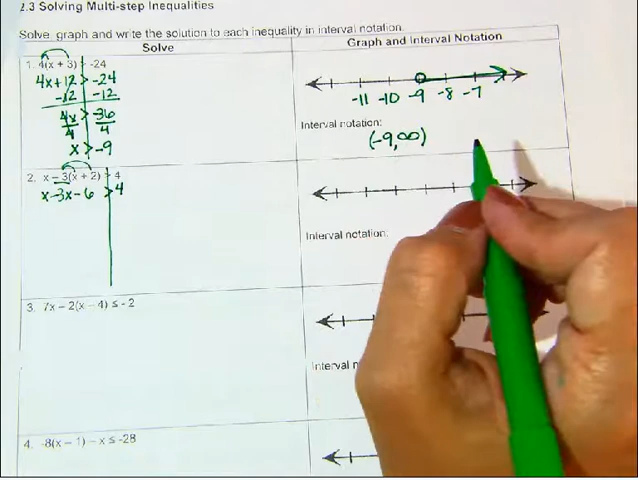 2.3 Solving Multi-step Inequalities
Solve, graph and write the solution to each inequality in interval notation.
Solve
Graph and Interval Notation
1. 4(x + 3) > -24
4x+12 > -24
-12 -12
4x > -36
4 4
x > -9
-11 -10 -9 -8 -7
Interval notation:
(-9,∞)
2. x – 3(x + 2) > 4
x-3x-6 > 4
Interval notation:
3. 7x – 2(x – 4) ≤ -2
Interval
4. -8(x – 1) – x ≤ -28